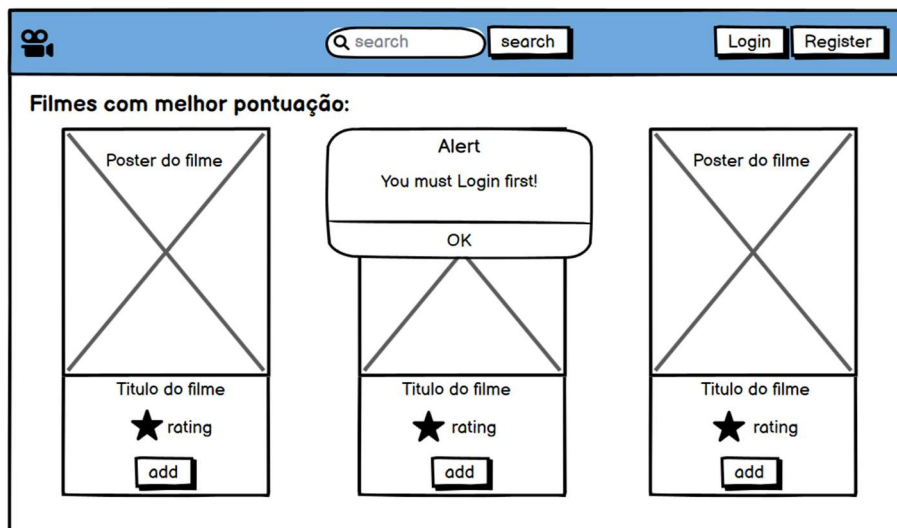 search
search
Login
Register
Filmes com melhor pontuação:
Poster do filme
Alert
You must Login first!
OK
Poster do filme
Titulo do filme
rating
add
Titulo do filme
rating
add
Titulo do filme
rating
add